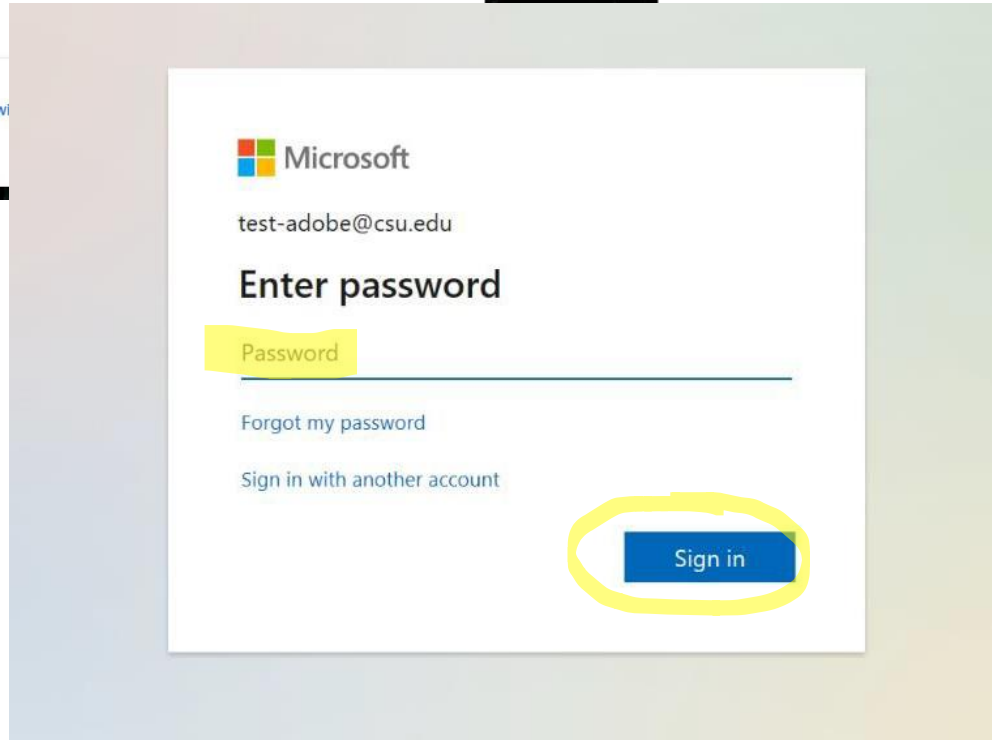 Microsoft
test-adobe@csu.edu
Enter password
Password
Forgot my password
Sign in with another account
Sign in